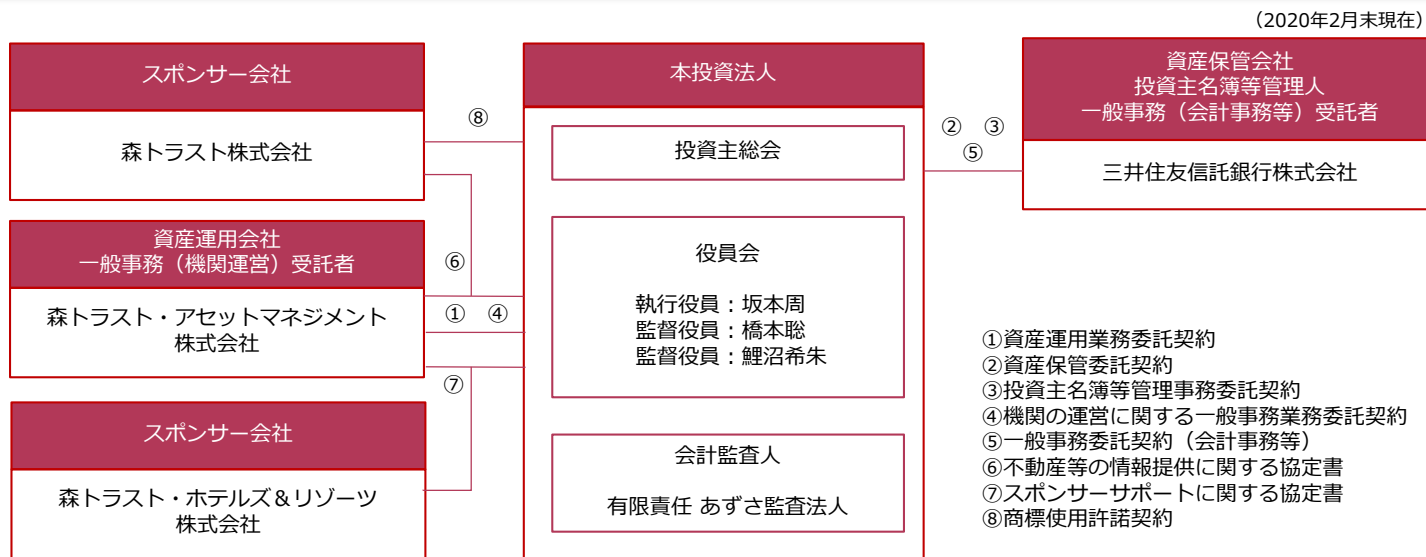 （2020年2月末現在）
スポンサー会社
森トラスト株式会社
資産運用会社
一般事務（機関運営）受託者
森トラスト・アセットマネジメント
株式会社
スポンサー会社
森トラスト・ホテルズ＆リゾーツ
株式会社
⑧
⑥
① ④
⑦
本投資法人
投資主総会
役員会
執行役員：坂本周
監督役員：橋本聡
監督役員：鯉沼希朱
会計監査人
有限責任 あずさ監査法人
② ③
⑤
資産保管会社
投資主名簿等管理人
一般事務（会計事務等）受託者
三井住友信託銀行株式会社
①資産運用業務委託契約
②資産保管委託契約
③投資主名簿等管理事務委託契約
④機関の運営に関する一般事務業務委託契約
⑤一般事務委託契約（会計事務等）
⑥不動産等の情報提供に関する協定書
⑦スポンサーサポートに関する協定書
⑧商標使用許諾契約